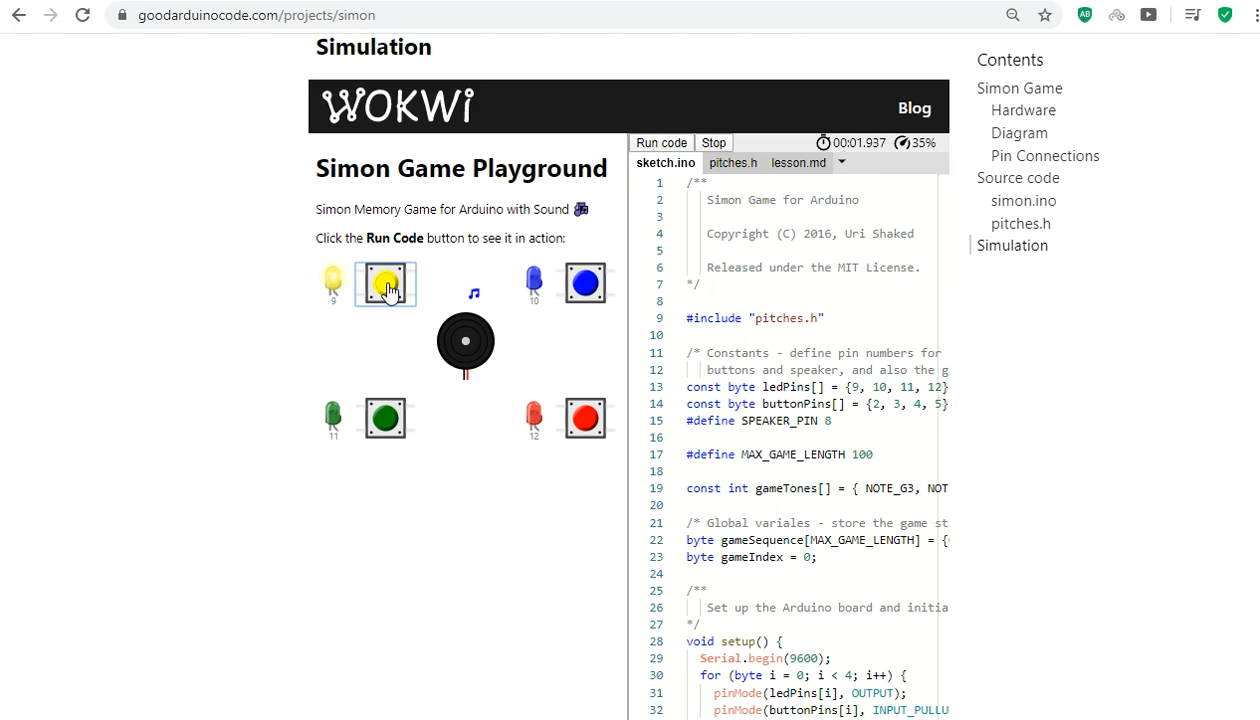 goodarduinocode.com/projects/simon
AB
Simulation
WOKWi
Blog
Run code Stop 00:01.937 35%
sketch.ino pitches.h lesson.md
Simon Game Playground
Simon Memory Game for Arduino with Sound
Click the Run Code button to see it in action:
9
10
11
12
1 /**
2 Simon Game for Arduino
3
4 Copyright (C) 2016, Uri Shaked
5
6 Released under the MIT License.
7 */
8
9 #include "pitches.h"
10
11 /* Constants - define pin numbers for
12 buttons and speaker, and also the g
13 const byte ledPins[] = {9, 10, 11, 12}
14 const byte buttonPins[] = {2, 3, 4, 5}
15 #define SPEAKER_PIN 8
16
17 #define MAX_GAME_LENGTH 100
18
19 const int gameTones[] = { NOTE_G3, NOT
20
21 /* Global variales - store the game st
22 byte gameSequence[MAX_GAME_LENGTH] = {
23 byte gameIndex = 0;
24
25 /**
26 Set up the Arduino board and initia
27 */
28 void setup() {
29 Serial.begin(9600);
30 for (byte i = 0; i < 4; i++) {
31 pinMode(ledPins[i], OUTPUT);
32 pinMode(buttonPins[i], INPUT_PULLU
Contents
Simon Game
Hardware
Diagram
Pin Connections
Source code
simon.ino
pitches.h
Simulation